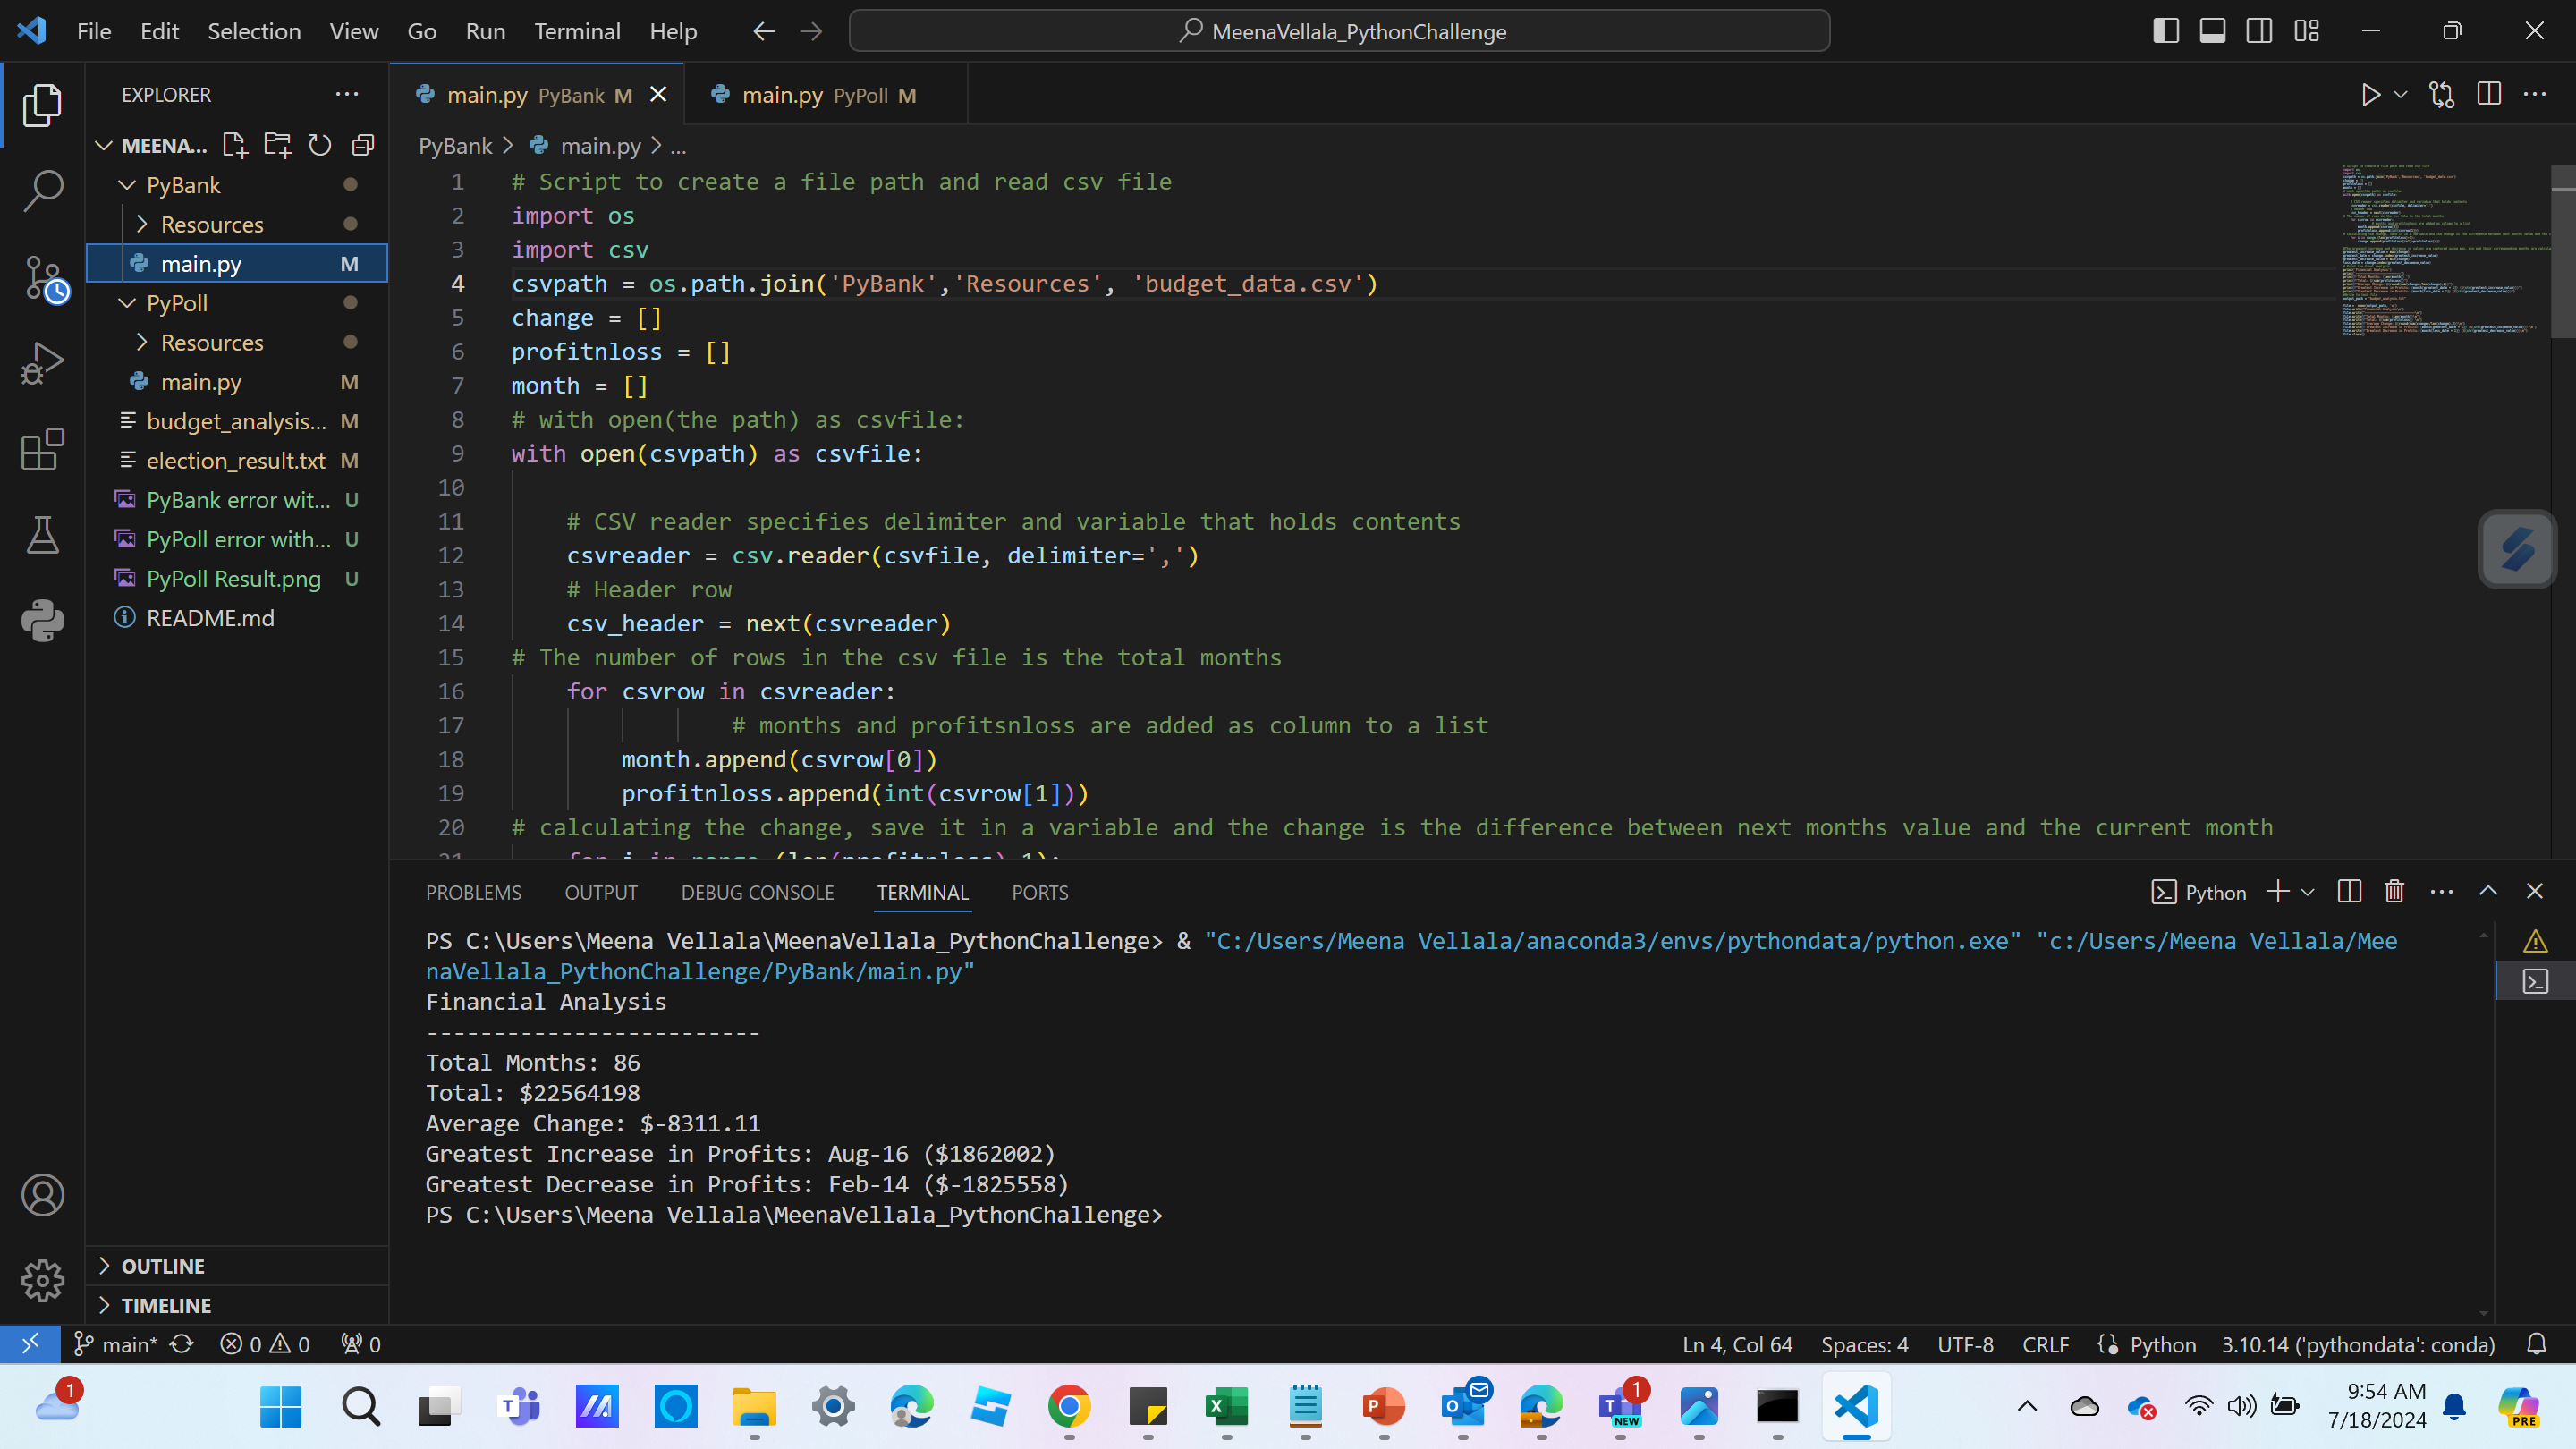 File Edit Selection View Go Run Terminal Help
MeenaVellala_PythonChallenge
EXPLORER
MEENA...
PyBank
Resources
main.py M
PyPoll
Resources
main.py M
budget_analysis... M
election_result.txt M
PyBank error wit... U
PyPoll error with... U
PyPoll Result.png U
README.md
OUTLINE
TIMELINE
main.py PyBank M
main.py PyPoll M
PyBank > main.py > ...
1 # Script to create a file path and read csv file
2 import os
3 import csv
4 csvpath = os.path.join('PyBank','Resources', 'budget_data.csv')
5 change = []
6 profitnloss = []
7 month = []
8 # with open(the path) as csvfile:
9 with open(csvpath) as csvfile:
10
11 # CSV reader specifies delimiter and variable that holds contents
12 csvreader = csv.reader(csvfile, delimiter=',')
13 # Header row
14 csv_header = next(csvreader)
15 # The number of rows in the csv file is the total months
16 for csvrow in csvreader:
17 # months and profitsnloss are added as column to a list
18 month.append(csvrow[0])
19 profitnloss.append(int(csvrow[1]))
20 # calculating the change, save it in a variable and the change is the difference between next months value and the current month
PROBLEMS OUTPUT DEBUG CONSOLE TERMINAL PORTS
Python
PS C:\Users\Meena Vellala\MeenaVellala_PythonChallenge> & "C:/Users/Meena Vellala/anaconda3/envs/pythondata/python.exe" "c:/Users/Meena Vellala/Mee
naVellala_PythonChallenge/PyBank/main.py"
Financial Analysis
-------------------------
Total Months: 86
Total: $22564198
Average Change: $-8311.11
Greatest Increase in Profits: Aug-16 ($1862002)
Greatest Decrease in Profits: Feb-14 ($-1825558)
PS C:\Users\Meena Vellala\MeenaVellala_PythonChallenge>
main* 0 0 0
Ln 4, Col 64 Spaces: 4 UTF-8 CRLF Python 3.10.14 ('pythondata': conda)
1
1
NEW
9:54 AM
7/18/2024
PRE